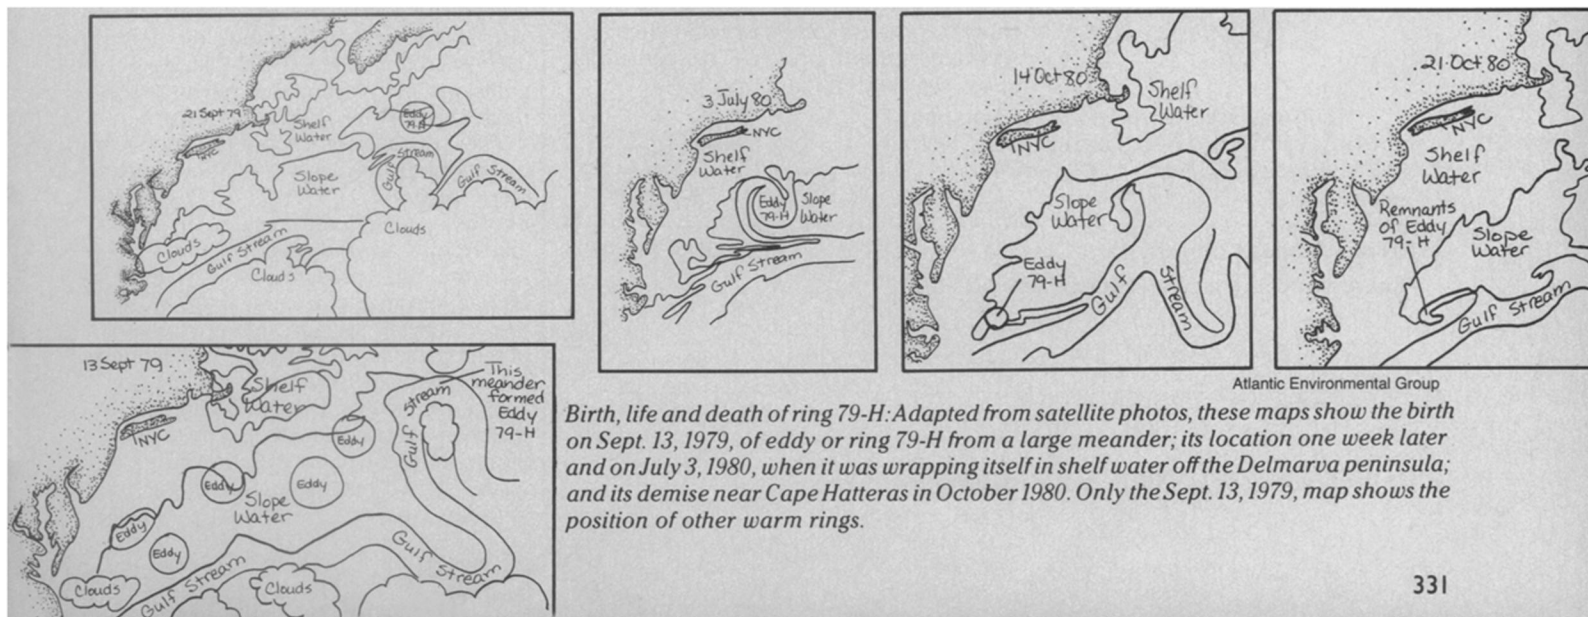 21 Sept 79
Shelf
Water
NYC
Eddy
79-H
Gulf
Stream
Gulf Stream
Slope
Water
Clouds
Gulf Stream
Clouds
Clouds
3 July 80
NYC
Shelf
Water
Eddy
79-H
Slope
Water
Gulf Stream
14 Oct 80
Shelf
Water
NYC
Slope
Water
Eddy
79-H
Gulf
Stream
21 Oct 80
NYC
Shelf
Water
Remnants
of Eddy
79-H
Slope
Water
Gulf Stream
Atlantic Environmental Group
13 Sept 79
Shelf
Water
NYC
This
meander
formed
Eddy
79-H
Stream
Gulf
Eddy
Eddy
Eddy
Slope
Water
Eddy
Eddy
Clouds
Gulf Stream
Clouds
Gulf Stream
Birth, life and death of ring 79-H: Adapted from satellite photos, these maps show the birth
on Sept. 13, 1979, of eddy or ring 79-H from a large meander; its location one week later
and on July 3, 1980, when it was wrapping itself in shelf water off the Delmarva peninsula;
and its demise near Cape Hatteras in October 1980. Only the Sept. 13, 1979, map shows the
position of other warm rings.
331